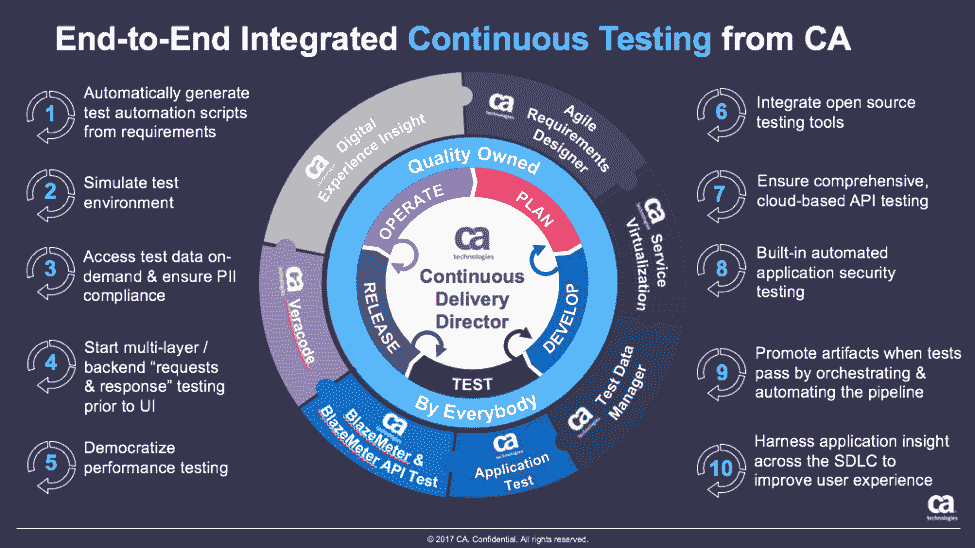 End-to-End Integrated Continuous Testing from CA
1
Automatically generate
test automation scripts
from requirements
2
Simulate test
environment
3
Access test data on-
demand & ensure PII
compliance
4
Start multi-layer /
backend “requests
& response” testing
prior to UI
5
Democratize
performance testing
ca
Digital
Experience Insight
ca
technologies
Agile
Requirements
Designer
ca
Service
Virtualization
ca
Test Data
Manager
ca
technologies
Application
Test
ca
technologies
BlazeMeter &
BlazeMeter API Test
ca
Veracode
Quality Owned
By Everybody
OPERATE
PLAN
DEVELOP
TEST
RELEASE
ca
technologies
Continuous
Delivery
Director
6
Integrate open source
testing tools
7
Ensure comprehensive,
cloud-based API testing
8
Built-in automated
application security
testing
9
Promote artifacts when tests
pass by orchestrating &
automating the pipeline
10
Harness application insight
across the SDLC to
improve user experience
ca
technologies
© 2017 CA. Confidential. All rights reserved.